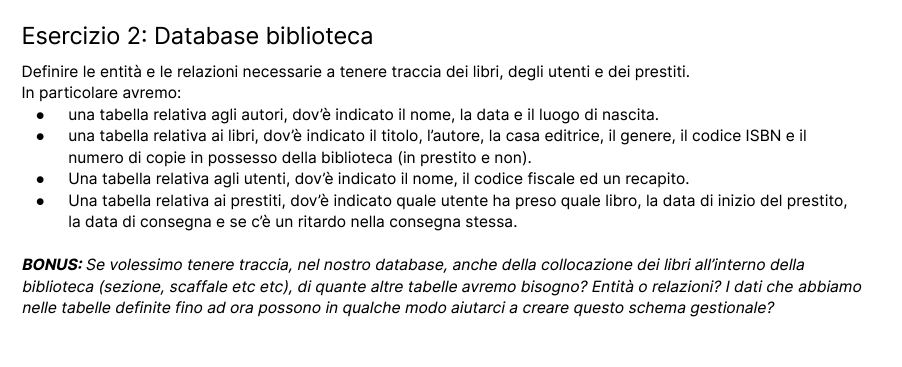 Esercizio 2: Database biblioteca
Definire le entità e le relazioni necessarie a tenere traccia dei libri, degli utenti e dei prestiti.
In particolare avremo:
● una tabella relativa agli autori, dov’è indicato il nome, la data e il luogo di nascita.
● una tabella relativa ai libri, dov’è indicato il titolo, l’autore, la casa editrice, il genere, il codice ISBN e il
numero di copie in possesso della biblioteca (in prestito e non).
● Una tabella relativa agli utenti, dov’è indicato il nome, il codice fiscale ed un recapito.
● Una tabella relativa ai prestiti, dov’è indicato quale utente ha preso quale libro, la data di inizio del prestito,
la data di consegna e se c’è un ritardo nella consegna stessa.
BONUS: Se volessimo tenere traccia, nel nostro database, anche della collocazione dei libri all’interno della
biblioteca (sezione, scaffale etc etc), di quante altre tabelle avremo bisogno? Entità o relazioni? I dati che abbiamo
nelle tabelle definite fino ad ora possono in qualche modo aiutarci a creare questo schema gestionale?